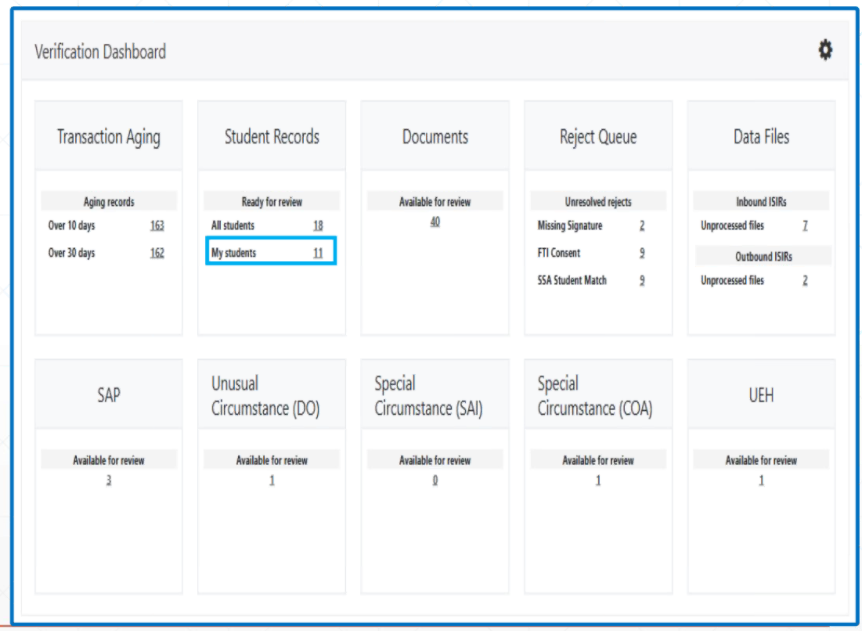 Verification Dashboard
Transaction Aging
Aging records
Over 10 days 163
Over 30 days 162
Student Records
Ready for review
All students 18
My students 11
Documents
Available for review
40
Reject Queue
Unresolved rejects
Missing Signature 2
FTI Consent 9
SSA Student Match 9
Data Files
Inbound ISIRs
Unprocessed files 7
Outbound ISIRs
Unprocessed files 2
SAP
Available for review
3
Unusual
Circumstance (DO)
Available for review
1
Special
Circumstance (SAI)
Available for review
0
Special
Circumstance (COA)
Available for review
1
UEH
Available for review
1